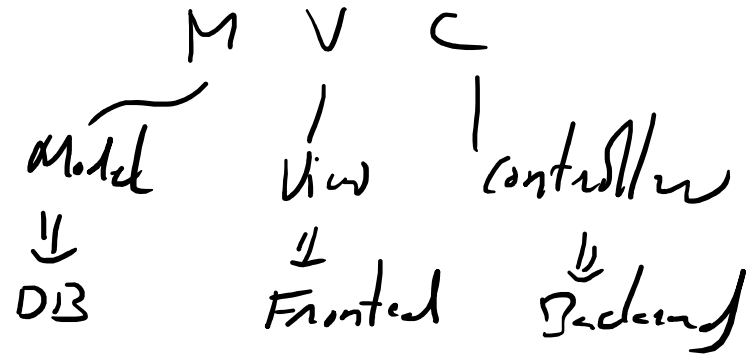 M V C
Model View Controller
DB Frontend Backend